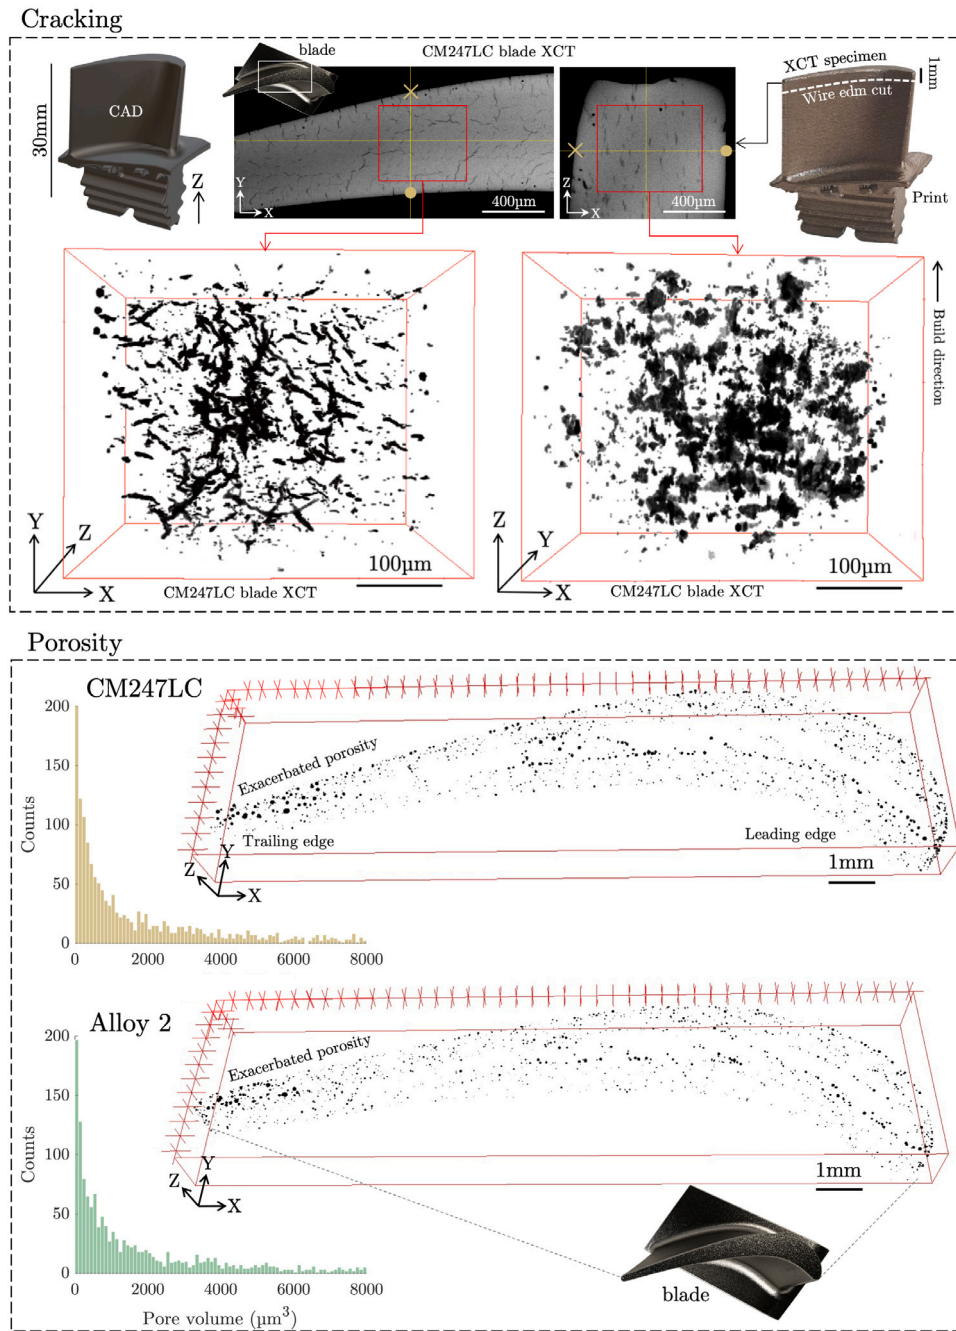 Cracking
CM247LC blade XCT
blade
XCT specimen
1mm
Wire edm cut
CAD
30mm
Z
Y
X
400µm
Z
X
400µm
Print
Build direction
Y
Z
X
100µm
CM247LC blade XCT
Z
Y
X
100µm
CM247LC blade XCT
Porosity
CM247LC
200
150
100
50
0
Counts
0 2000 4000 6000 8000
Exacerbated porosity
Trailing edge
Leading edge
Z
Y
X
1mm
Alloy 2
200
150
100
50
0
Counts
0 2000 4000 6000 8000
Pore volume (µm³)
Exacerbated porosity
Z
Y
X
1mm
blade